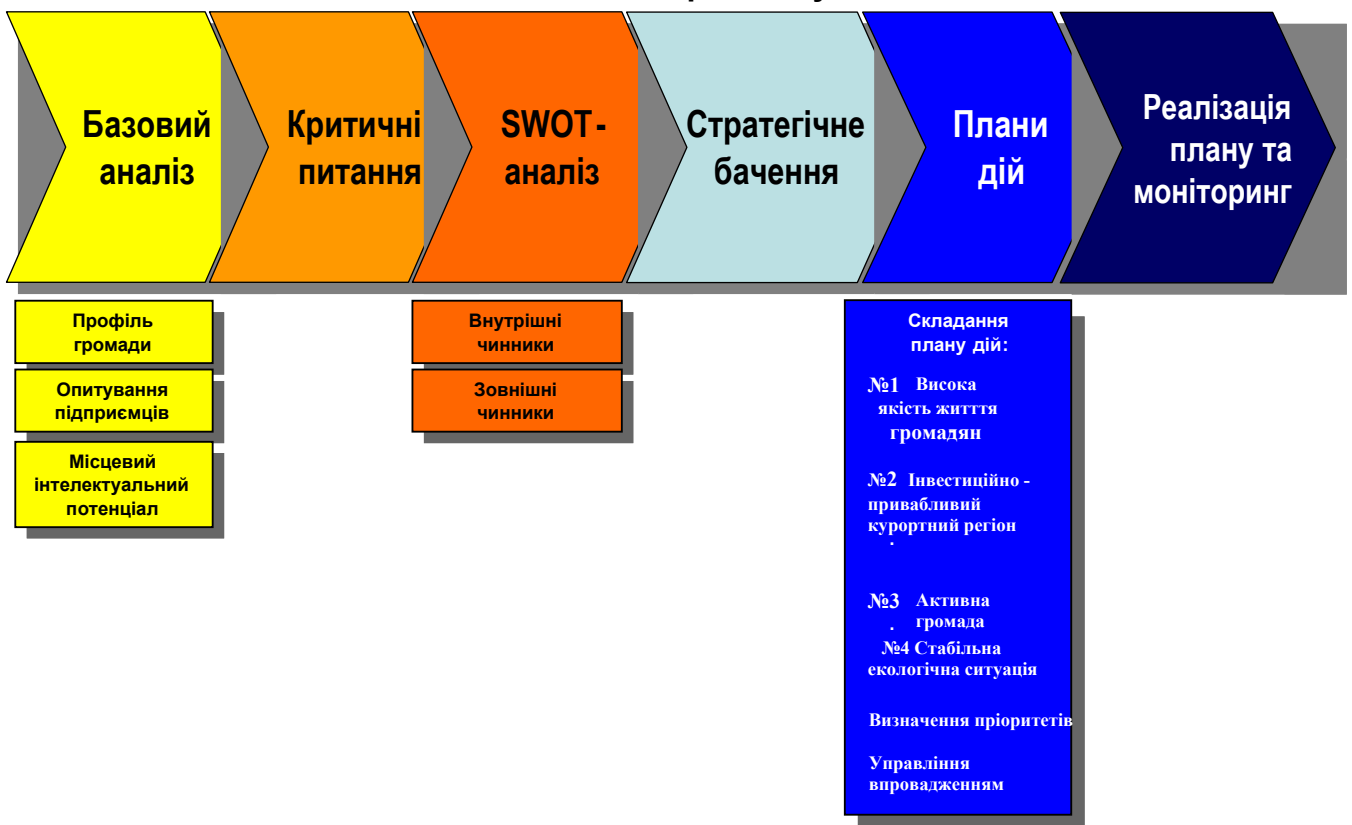 Базовий
аналіз
Критичні
питання
SWOT-
аналіз
Стратегічне
бачення
Плани
дій
Реалізація
плану та
моніторинг
Профіль
громади
Опитування
підприємців
Місцевий
інтелектуальний
потенціал
Внутрішні
чинники
Зовнішні
чинники
Складання
плану дій:
№1 Висока
якість житття
громадян
№2 Інвестиційно -
привабливий
курортний регіон
№3 Активна
громада
№4 Стабільна
екологічна ситуація
Визначення пріоритетів
Управління
впровадженням